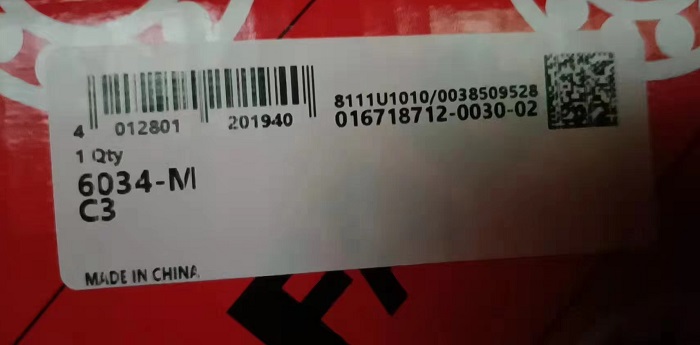 4 012801 201940
8111U1010/0038509528
016718712-0030-02
1 Qty
6034-M
C3
MADE IN CHINA